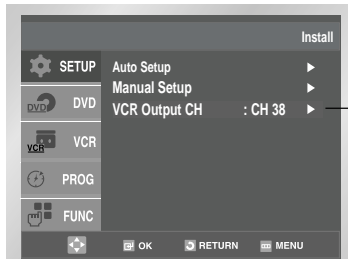 Install
SETUP
DVD
DVD
VCR
VCR
PROG
FUNC
Auto Setup
Manual Setup
VCR Output CH : CH 38
OK RETURN MENU